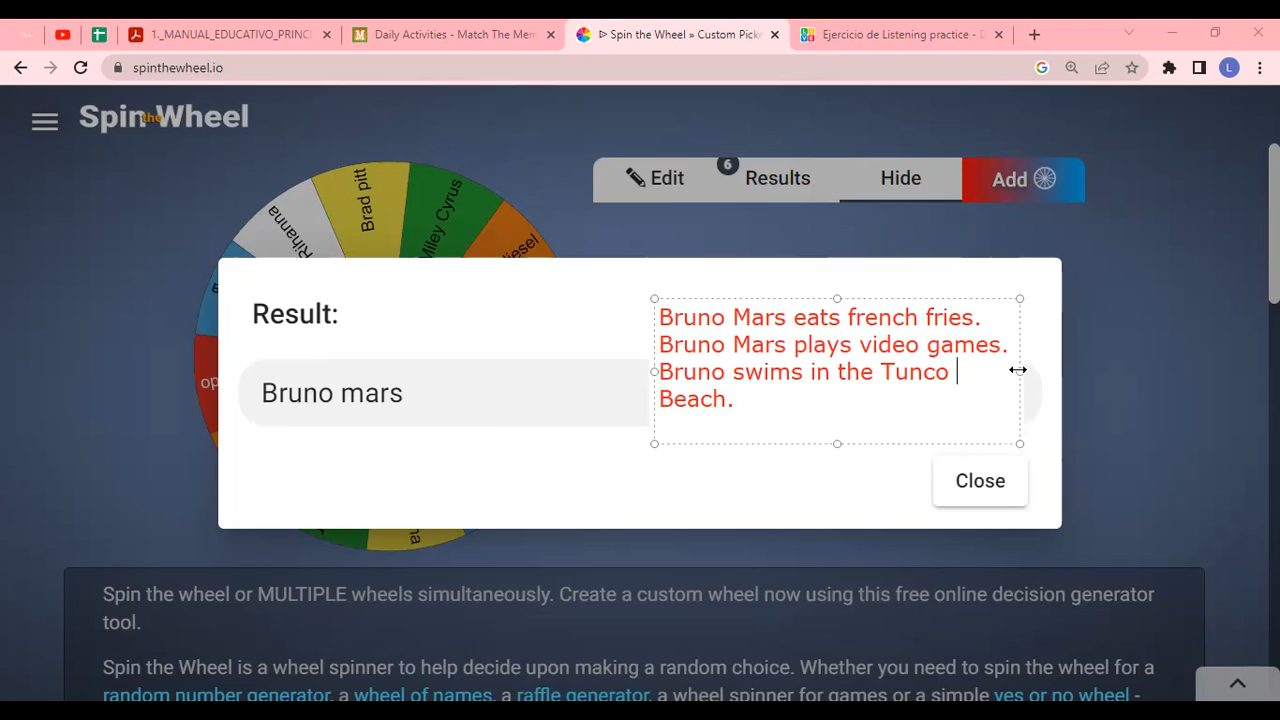 1._MANUAL_EDUCATIVO_PRINCI
Daily Activities - Match The Mem
ᐅ Spin the Wheel » Custom Picke
Ejercicio de Listening practice - D
spinthewheel.io
L
Spin the Wheel
Edit
6
Results
Hide
Add
Rihanna
Brad pitt
Miley Cyrus
diesel
Result:
Bruno mars
Bruno Mars eats french fries.
Bruno Mars plays video games.
Bruno swims in the Tunco
Beach.
Close
Spin the wheel or MULTIPLE wheels simultaneously. Create a custom wheel now using this free online decision generator
tool.
Spin the Wheel is a wheel spinner to help decide upon making a random choice. Whether you need to spin the wheel for a
random number generator, a wheel of names, a raffle generator, a wheel spinner for games or a simple yes or no wheel -